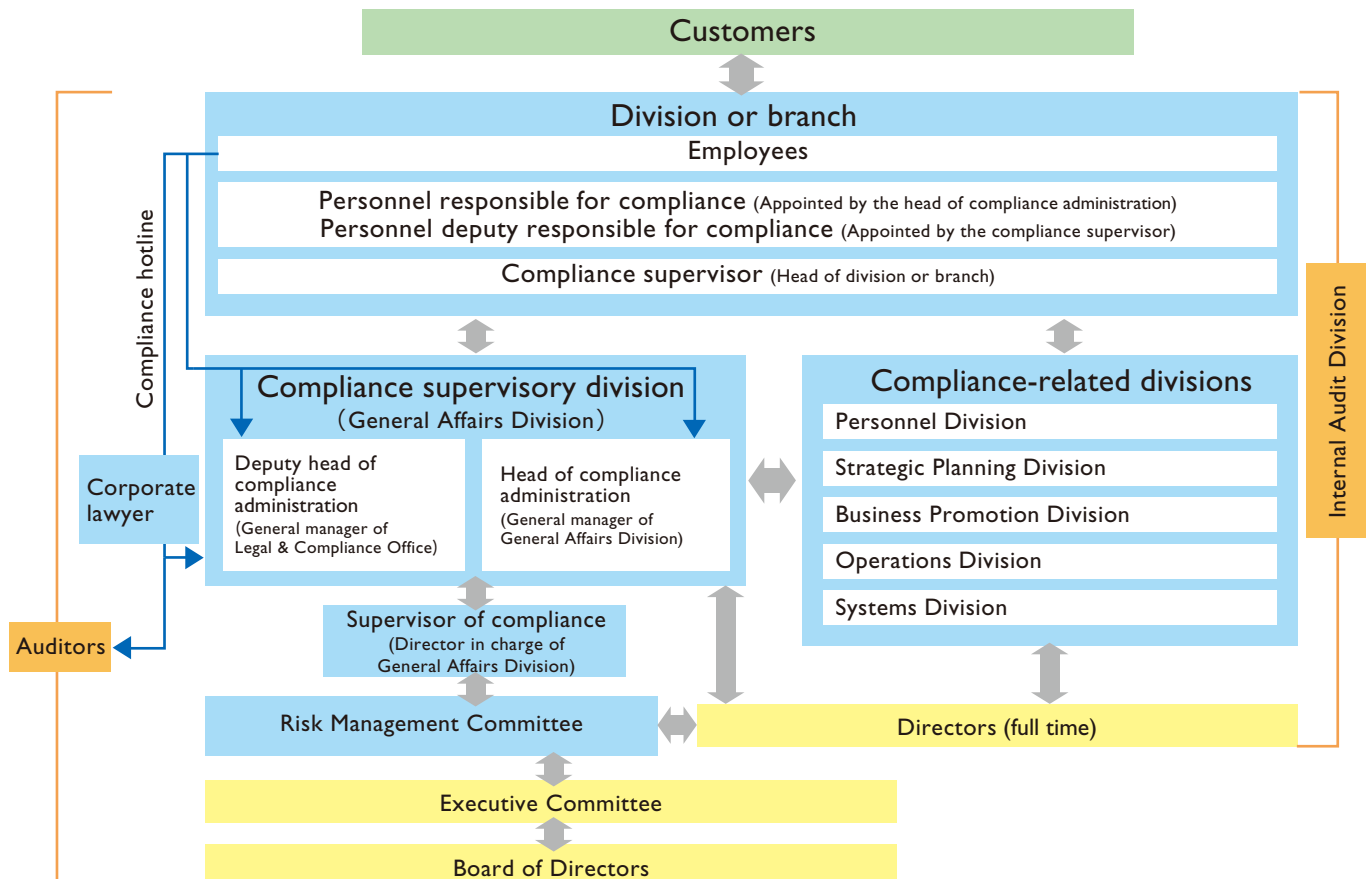 Customers
Division or branch
Employees
Personnel responsible for compliance (Appointed by the head of compliance administration)
Personnel deputy responsible for compliance (Appointed by the compliance supervisor)
Compliance supervisor (Head of division or branch)
Compliance hotline
Compliance supervisory division
(General Affairs Division)
Deputy head of
compliance
administration
(General manager of
Legal & Compliance Office)
Head of compliance
administration
(General manager of
General Affairs Division)
Compliance-related divisions
Personnel Division
Strategic Planning Division
Business Promotion Division
Operations Division
Systems Division
Internal Audit Division
Corporate
lawyer
Auditors
Supervisor of compliance
(Director in charge of
General Affairs Division)
Risk Management Committee
Directors (full time)
Executive Committee
Board of Directors